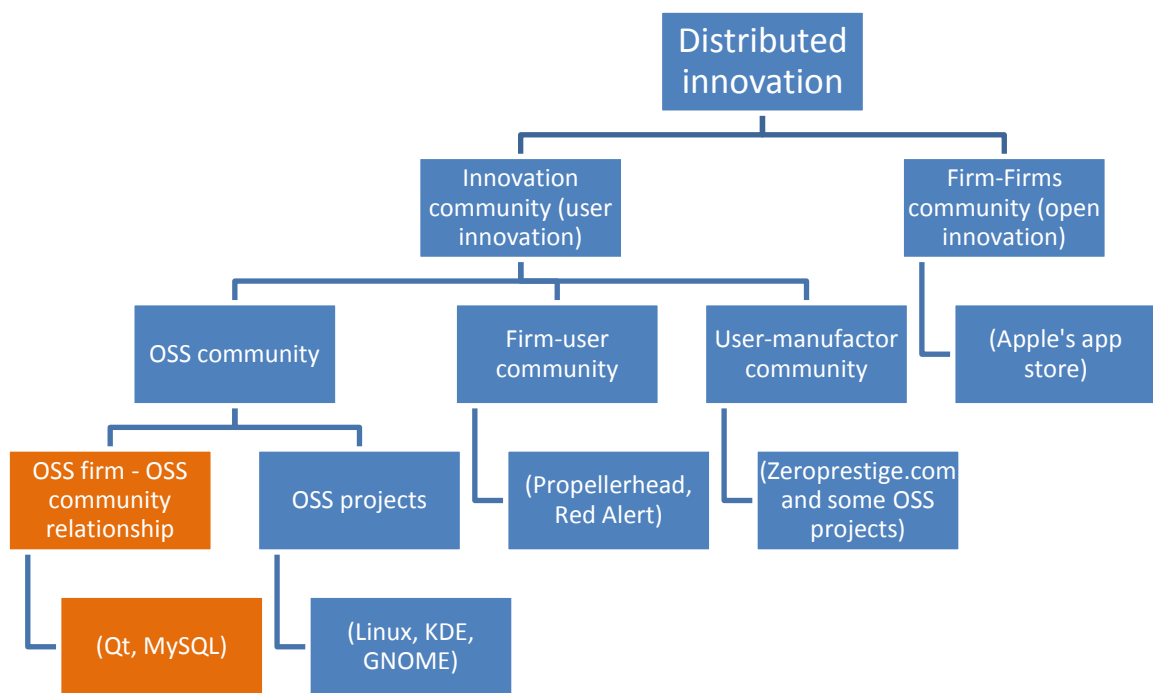 Distributed
innovation
Innovation
community (user
innovation)
Firm-Firms
community (open
innovation)
OSS community
Firm-user
community
User-manufactor
community
(Apple's app
store)
OSS firm - OSS
community
relationship
OSS projects
(Propellerhead,
Red Alert)
(Zeroprestige.com
and some OSS
projects)
(Qt, MySQL)
(Linux, KDE,
GNOME)